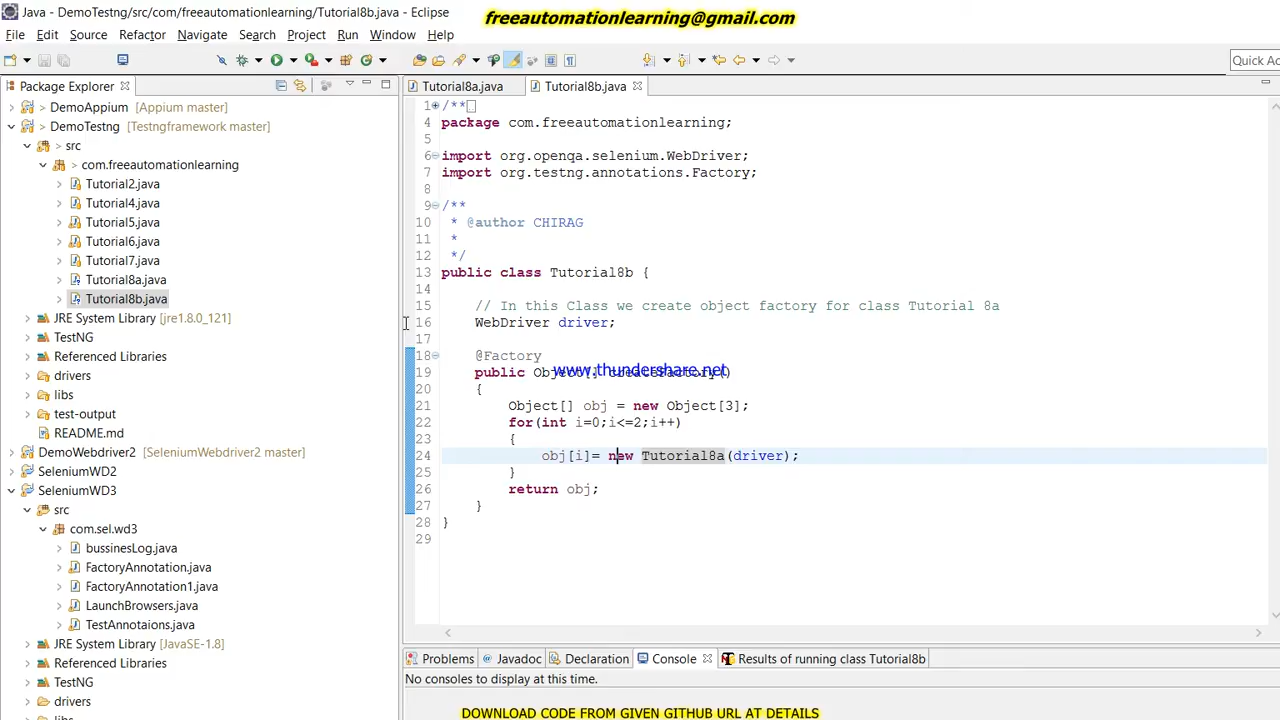 Java - DemoTestng/src/com/freeautomationlearning/Tutorial8b.java - Eclipse
freeautomationlearning@gmail.com
File Edit Source Refactor Navigate Search Project Run Window Help
Quick Ac
Package Explorer
Tutorial8a.java
Tutorial8b.java
DemoAppium [Appium master]
> DemoTestng [Testngframework master]
> src
> com.freeautomationlearning
Tutorial2.java
Tutorial4.java
Tutorial5.java
Tutorial6.java
Tutorial7.java
Tutorial8a.java
Tutorial8b.java
JRE System Library [jre1.8.0_121]
TestNG
Referenced Libraries
drivers
libs
test-output
README.md
DemoWebdriver2 [SeleniumWebdriver2 master]
SeleniumWD2
SeleniumWD3
src
com.sel.wd3
bussinesLog.java
FactoryAnnotation.java
FactoryAnnotation1.java
LaunchBrowsers.java
TestAnnotaions.java
JRE System Library [JavaSE-1.8]
Referenced Libraries
TestNG
drivers
libs
1 /**
4 package com.freeautomationlearning;
5
6 import org.openqa.selenium.WebDriver;
7 import org.testng.annotations.Factory;
8
9 /**
10 * @author CHIRAG
11 *
12 */
13 public class Tutorial8b {
14
15 // In this Class we create object factory for class Tutorial 8a
16 WebDriver driver;
17
18 @Factory
www.thundershare.net
19 public Object[] createFactory()
20 {
21 Object[] obj = new Object[3];
22 for(int i=0;i<=2;i++)
23 {
24 obj[i]= new Tutorial8a(driver);
25 }
26 return obj;
27 }
28 }
29
Problems @ Javadoc Declaration Console Results of running class Tutorial8b
No consoles to display at this time.
DOWNLOAD CODE FROM GIVEN GITHUB URL AT DETAILS